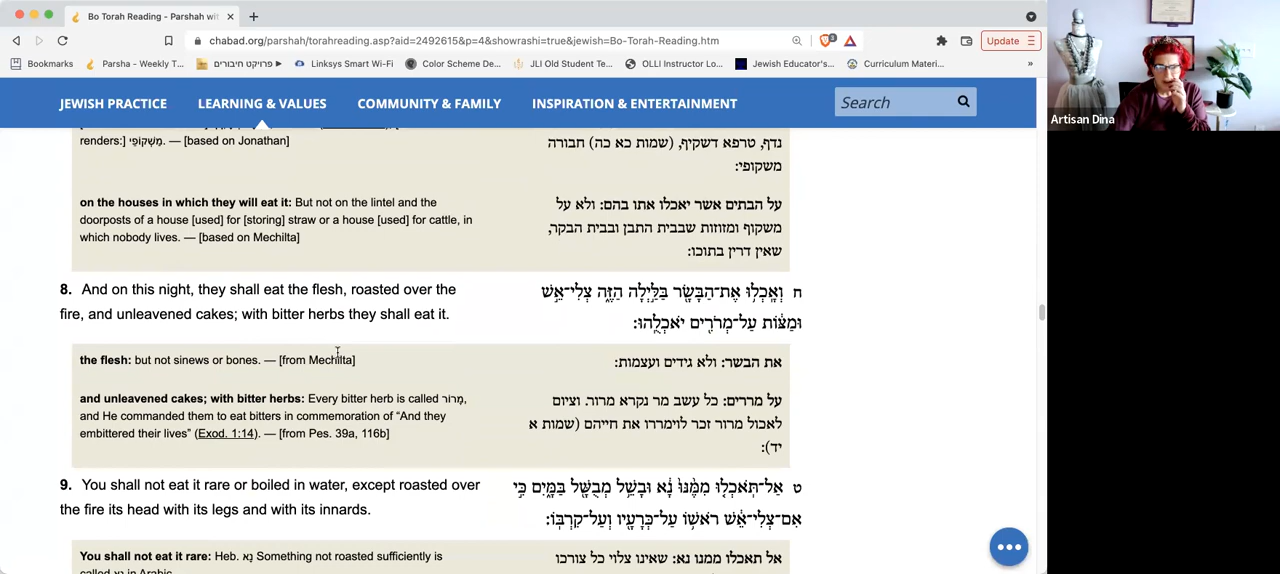 Bo Torah Reading - Parshah wit
chabad.org/parshah/torahreading.asp?aid=2492615&p=4&showrashi=true&jewish=Bo-Torah-Reading.htm
3
Update
Bookmarks
Parsha - Weekly T...
פרויקט חיבורים
Linksys Smart Wi-Fi
Color Scheme De...
JLI Old Student Te...
OLLI Instructor Lo...
Jewish Educator's...
Curriculum Materi...
»
Artisan Dina
JEWISH PRACTICE
LEARNING & VALUES
COMMUNITY & FAMILY
INSPIRATION & ENTERTAINMENT
Search
renders:] מַשְׁקוֹפֵי. — [based on Jonathan]
נדף, טרפא דשקיף, (שמות כא כה) חבורה
משקופי:
on the houses in which they will eat it: But not on the lintel and the
doorposts of a house [used] for [storing] straw or a house [used] for cattle, in
which nobody lives. — [based on Mechilta]
על הבתים אשר יאכלו אתו בהם: ולא על
משקוף ומזוזות שבבית התבן ובבית הבקר,
שאין דרין בתוכו:
8. And on this night, they shall eat the flesh, roasted over the
fire, and unleavened cakes; with bitter herbs they shall eat it.
ח וְאָֽכְל֥וּ אֶת־הַבָּשָׂ֖ר בַּלַּ֣יְלָה הַזֶּ֑ה צְלִי־אֵ֣שׁ
וּמַצּ֔וֹת עַל־מְרֹרִ֖ים יֹֽאכְלֻֽהוּ:
the flesh: but not sinews or bones. — [from Mechilta]
את הבשר: ולא גידים ועצמות:
and unleavened cakes; with bitter herbs: Every bitter herb is called מָרוֹר,
and He commanded them to eat bitters in commemoration of “And they
embittered their lives” (Exod. 1:14). — [from Pes. 39a, 116b]
על מררים: כל עשב מר נקרא מרור. וציום
לאכול מרור זכר לוימררו את חייהם (שמות א
יד):
9. You shall not eat it rare or boiled in water, except roasted over
the fire its head with its legs and with its innards.
ט אַל־תֹּֽאכְל֤וּ מִמֶּ֨נּוּ֙ נָ֔א וּבָשֵׁ֥ל מְבֻשָּׁ֖ל בַּמָּ֑יִם כִּ֣י
אִם־צְלִי־אֵ֔שׁ רֹאשׁ֥וֹ עַל־כְּרָעָ֖יו וְעַל־קִרְבּֽוֹ:
You shall not eat it rare: Heb. נָא Something not roasted sufficiently is
called נָא in Arabic.
אל תאכלו ממנו נא: שאינו צלוי כל צורכו